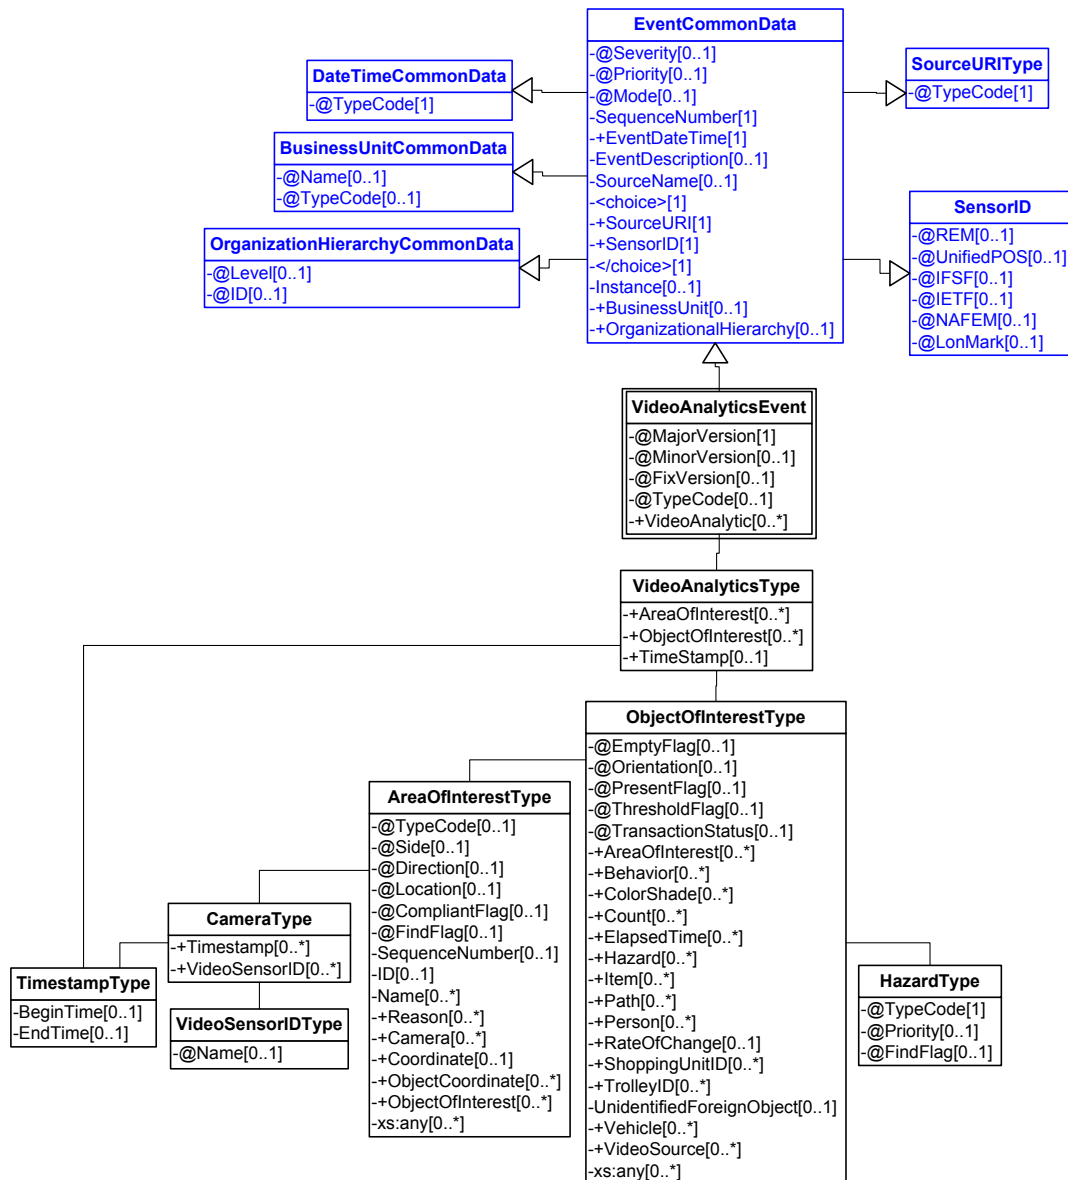 EventCommonData
-@Severity[0..1]
-@Priority[0..1]
-@Mode[0..1]
-SequenceNumber[1]
-+EventDateTime[1]
-EventDescription[0..1]
-SourceName[0..1]
-<choice>[1]
-+SourceURI[1]
-+SensorID[1]
-</choice>[1]
-Instance[0..1]
-+BusinessUnit[0..1]
-+OrganizationalHierarchy[0..1]
DateTimeCommonData
-@TypeCode[1]
BusinessUnitCommonData
-@Name[0..1]
-@TypeCode[0..1]
OrganizationHierarchyCommonData
-@Level[0..1]
-@ID[0..1]
SourceURIType
-@TypeCode[1]
SensorID
-@REM[0..1]
-@UnifiedPOS[0..1]
-@IFSF[0..1]
-@IETF[0..1]
-@NAFEM[0..1]
-@LonMark[0..1]
VideoAnalyticsEvent
-@MajorVersion[1]
-@MinorVersion[0..1]
-@FixVersion[0..1]
-@TypeCode[0..1]
-+VideoAnalytic[0..*]
VideoAnalyticsType
-+AreaOfInterest[0..*]
-+ObjectOfInterest[0..*]
-+TimeStamp[0..1]
ObjectOfInterestType
-@EmptyFlag[0..1]
-@Orientation[0..1]
-@PresentFlag[0..1]
-@ThresholdFlag[0..1]
-@TransactionStatus[0..1]
-+AreaOfInterest[0..*]
-+Behavior[0..*]
-+ColorShade[0..*]
-+Count[0..*]
-+ElapsedTime[0..*]
-+Hazard[0..*]
-+Item[0..*]
-+Path[0..*]
-+Person[0..*]
-+RateOfChange[0..1]
-+ShoppingUnitID[0..*]
-+TrolleyID[0..*]
-UnidentifiedForeignObject[0..1]
-+Vehicle[0..*]
-+VideoSource[0..*]
-xs:any[0..*]
AreaOfInterestType
-@TypeCode[0..1]
-@Side[0..1]
-@Direction[0..1]
-@Location[0..1]
-@CompliantFlag[0..1]
-@FindFlag[0..1]
-SequenceNumber[0..1]
-ID[0..1]
-Name[0..*]
-+Reason[0..*]
-+Camera[0..*]
-+Coordinate[0..1]
-+ObjectCoordinate[0..*]
-+ObjectOfInterest[0..*]
-xs:any[0..*]
CameraType
-+Timestamp[0..*]
-+VideoSensorID[0..*]
TimestampType
-BeginTime[0..1]
-EndTime[0..1]
VideoSensorIDType
-@Name[0..1]
HazardType
-@TypeCode[1]
-@Priority[0..1]
-@FindFlag[0..1]